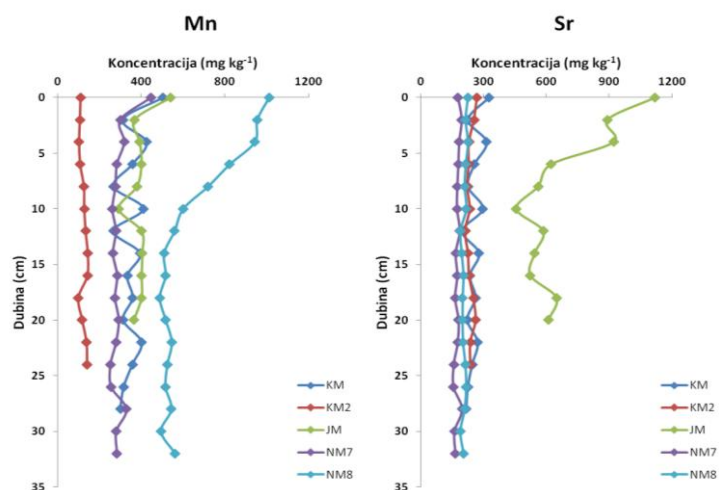 Mn
Koncentracija (mg kg-1)
0 400 800 1200
0
5
10
15
20
25
30
35
Dubina (cm)
KM
KM2
JM
NM7
NM8
Sr
Koncentracija (mg kg-1)
0 300 600 900 1200
0
5
10
15
20
25
30
35
Dubina (cm)
KM
KM2
JM
NM7
NM8